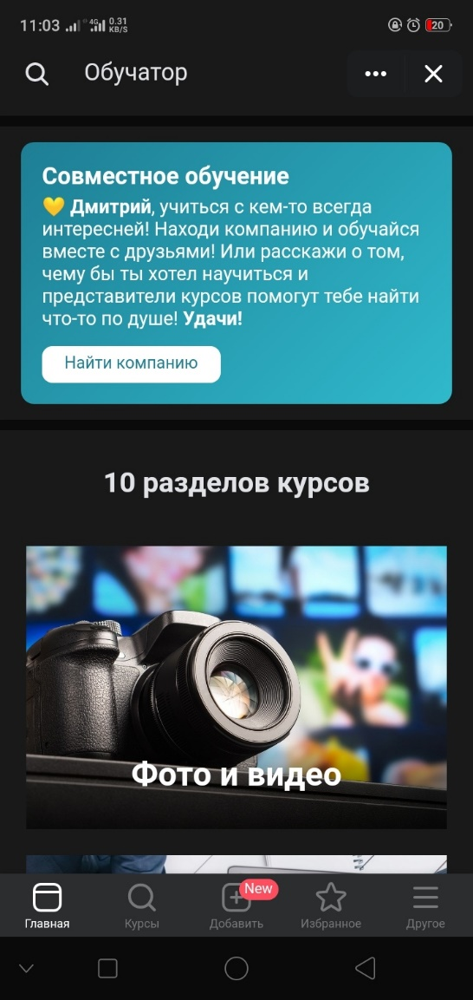 11:03 4G 0.31 KB/S 20
Обучатор
Совместное обучение
💛 Дмитрий, учиться с кем-то всегда
интересней! Находи компанию и обучайся
вместе с друзьями! Или расскажи о том,
чему бы ты хотел научиться и
представители курсов помогут тебе найти
что-то по душе! Удачи!
Найти компанию
10 разделов курсов
Фото и видео
New
Главная Курсы Добавить Избранное Другое